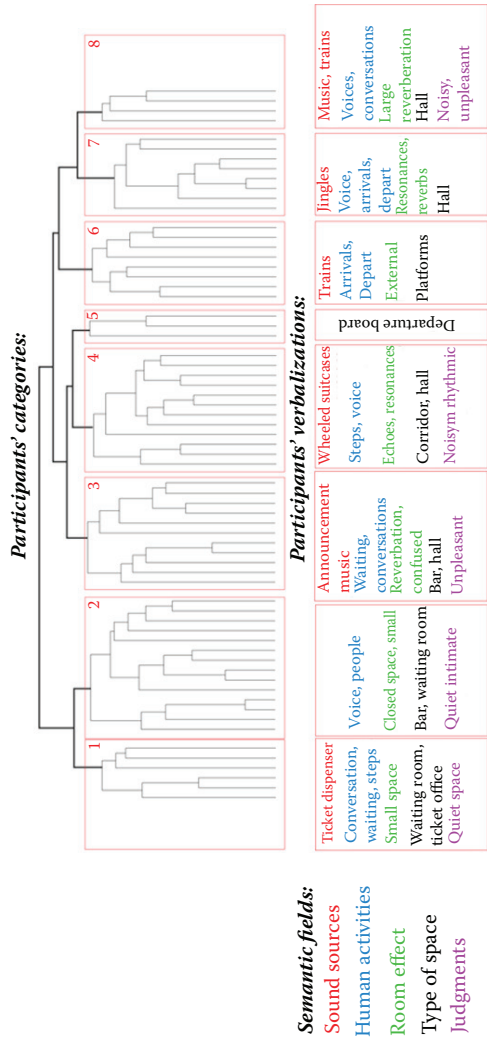 Participants' categories:
1
2
3
4
5
6
7
8
Participants' verbalizations:
Semantic fields:
Sound sources
Human activities
Room effect
Type of space
Judgments
Ticket dispenser
Conversation,
waiting, steps
Small space
Waiting room,
ticket office
Quiet space
Voice, people
Closed space, small
Bar, waiting room
Quiet intimate
Announcement
music
Waiting,
conversations
Reverbation,
confused
Bar, hall
Unpleasant
Wheeled suitcases
Steps, voice
Echoes, resonances
Corridor, hall
Noisym rhythmic
Departure board
Trains
Arrivals,
Depart
External
Platforms
Jingles
Voice,
arrivals,
depart
Resonances,
reverbs
Hall
Music, trains
Voices,
conversations
Large
reverberation
Hall
Noisy,
unpleasant